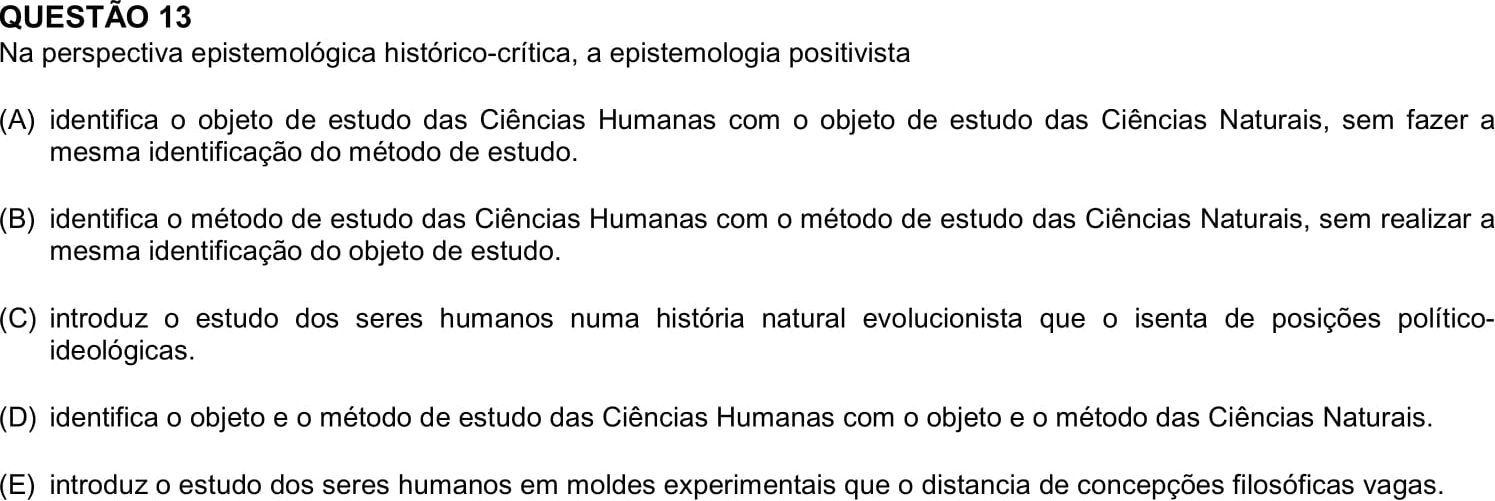 QUESTÃO 13
Na perspectiva epistemológica histórico-crítica, a epistemologia positivista
(A) identifica o objeto de estudo das Ciências Humanas com o objeto de estudo das Ciências Naturais, sem fazer a
mesma identificação do método de estudo.
(B) identifica o método de estudo das Ciências Humanas com o método de estudo das Ciências Naturais, sem realizar a
mesma identificação do objeto de estudo.
(C) introduz o estudo dos seres humanos numa história natural evolucionista que o isenta de posições político-
ideológicas.
(D) identifica o objeto e o método de estudo das Ciências Humanas com o objeto e o método das Ciências Naturais.
(E) introduz o estudo dos seres humanos em moldes experimentais que o distancia de concepções filosóficas vagas.